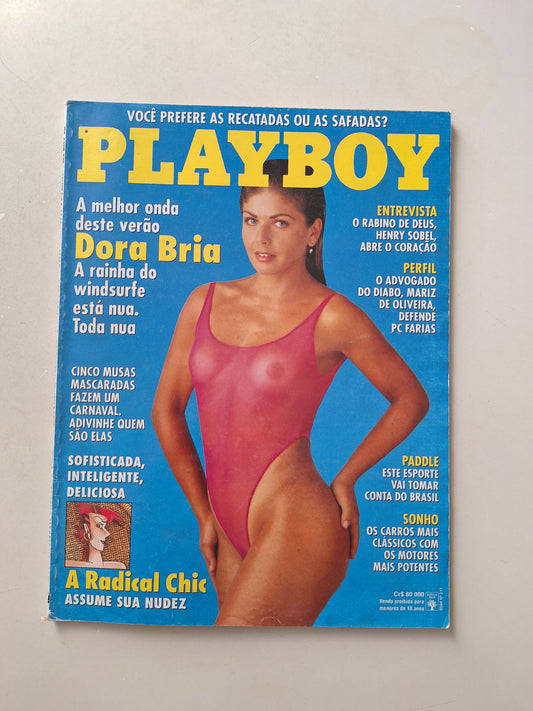 VOCÊ PREFERE AS RECATADAS OU AS SAFADAS?
PLAYBOY
A melhor onda
deste verão
Dora Bria
A rainha do
windsurfe
está nua.
Toda nua
CINCO MUSAS
MASCARADAS
FAZEM UM
CARNAVAL.
ADIVINHE QUEM
SÃO ELAS
SOFISTICADA,
INTELIGENTE,
DELICIOSA
A Radical Chic
ASSUME SUA NUDEZ
ENTREVISTA
O RABINO DE DEUS,
HENRY SOBEL,
ABRE O CORAÇÃO
PERFIL
O ADVOGADO
DO DIABO, MARIZ
DE OLIVEIRA,
DEFENDE
PC FARIAS
PADDLE
ESTE ESPORTE
VAI TOMAR
CONTA DO BRASIL
SONHO
OS CARROS MAIS
CLÁSSICOS COM
OS MOTORES
MAIS POTENTES
Cr$ 80 000
Venda proibida para
menores de 18 anos